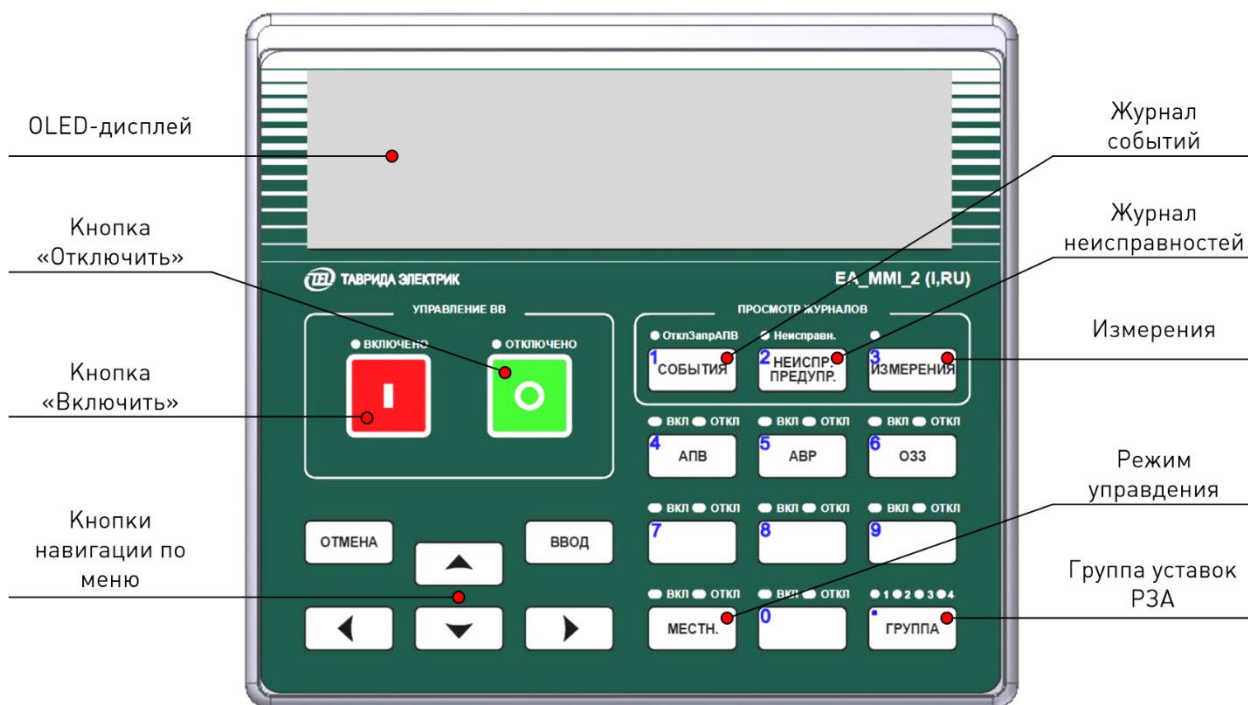 OLED-дисплей
Кнопка
«Отключить»
Кнопка
«Включить»
Кнопки
навигации по
меню
TEL ТАВРИДА ЭЛЕКТРИК
EA_MMI_2 (I,RU)
УПРАВЛЕНИЕ ВВ
ВКЛЮЧЕНО
ОТКЛЮЧЕНО
I
O
ОТМЕНА
ВВОД
ПРОСМОТР ЖУРНАЛОВ
ОтклЗапрАПВ
Неисправн.
1 СОБЫТИЯ
2 НЕИСПР.
ПРЕДУПР.
3 ИЗМЕРЕНИЯ
ВКЛ ОТКЛ
ВКЛ ОТКЛ
ВКЛ ОТКЛ
4 АПВ
5 АВР
6 ОЗЗ
ВКЛ ОТКЛ
ВКЛ ОТКЛ
ВКЛ ОТКЛ
7
8
9
ВКЛ ОТКЛ
ВКЛ ОТКЛ
1 2 3 4
МЕСТН.
0
. ГРУППА
Журнал
событий
Журнал
неисправностей
Измерения
Режим
управдения
Группа уставок
РЗА